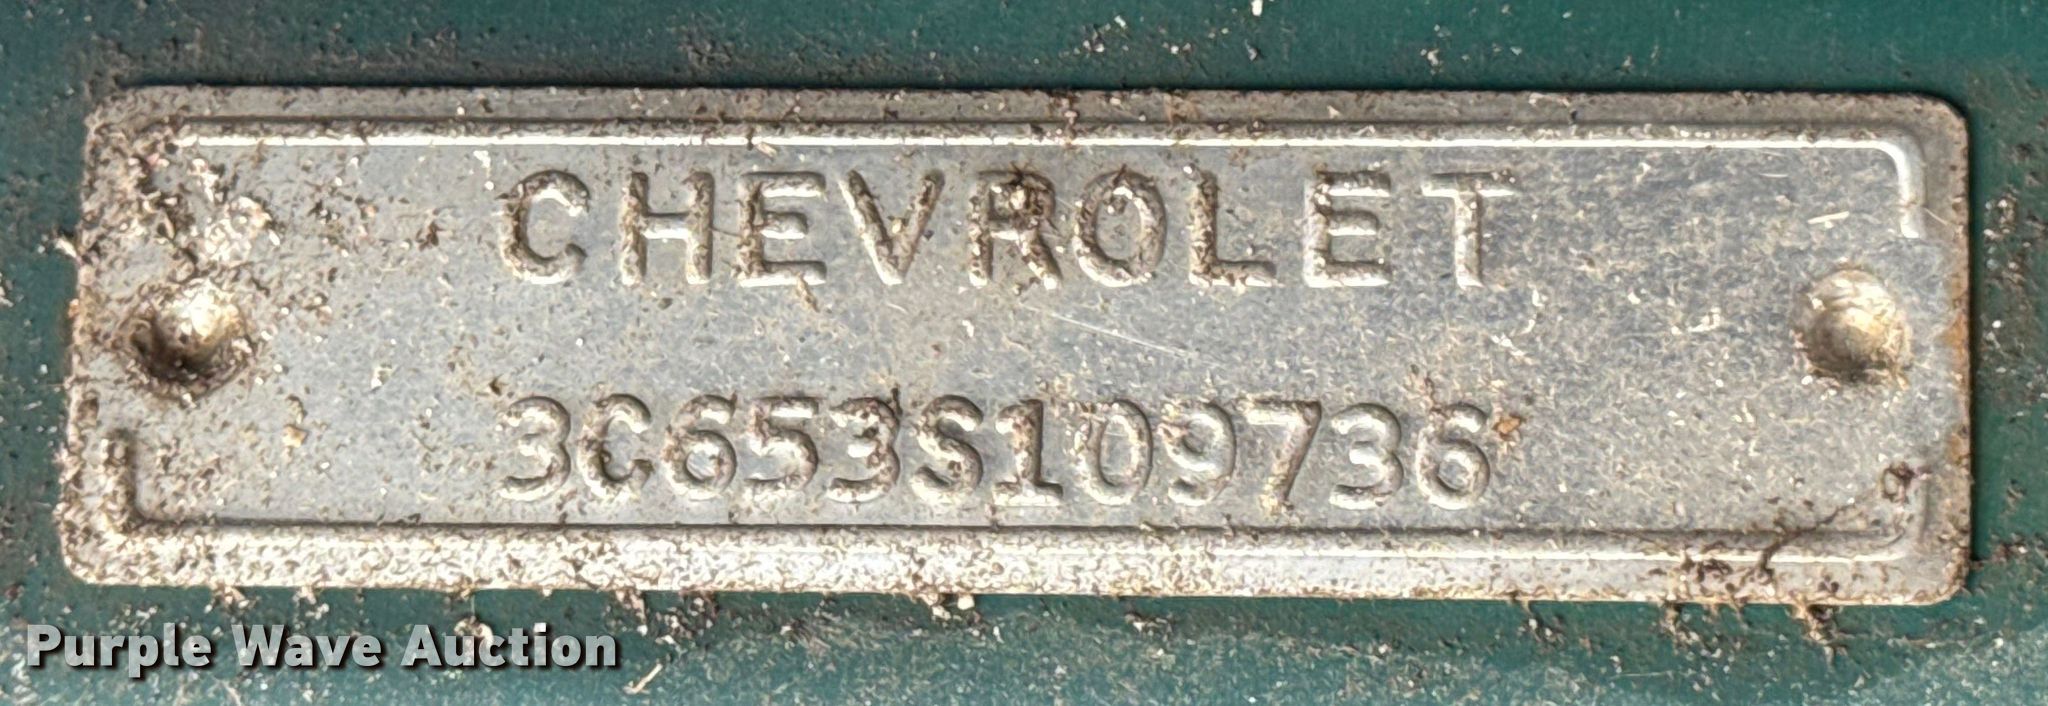 CHEVROLET
3C653S109736
Purple Wave Auction